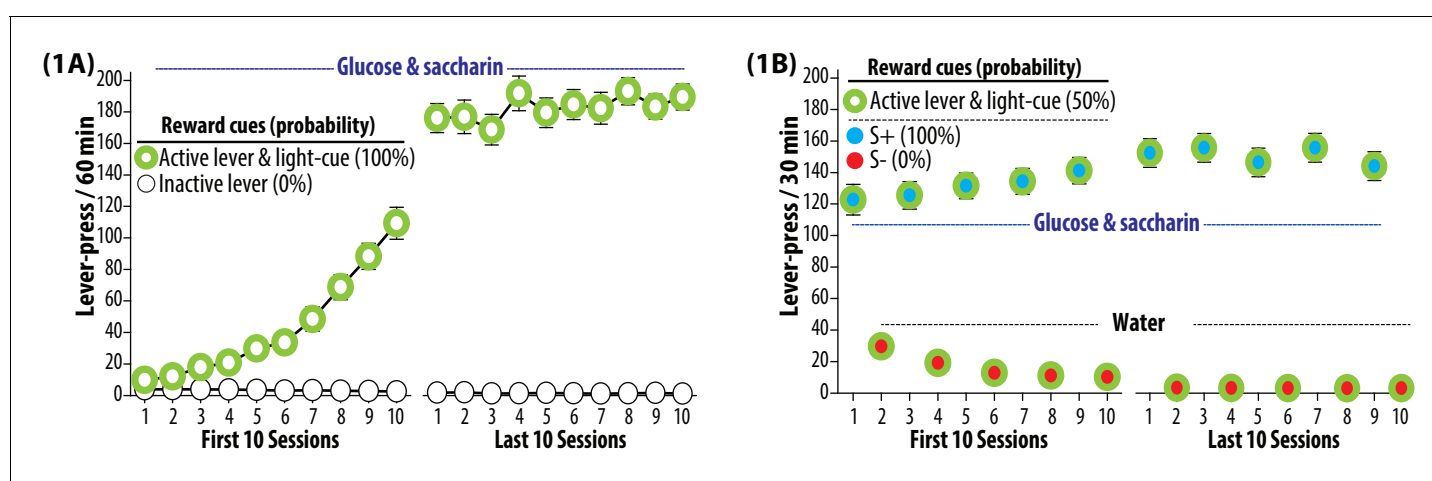 (1A)
Glucose & saccharin
200
180
160
140
120
100
80
60
40
20
0
Lever-press / 60 min
Reward cues (probability)
Active lever & light-cue (100%)
Inactive lever (0%)
1 2 3 4 5 6 7 8 9 10
1 2 3 4 5 6 7 8 9 10
First 10 Sessions
Last 10 Sessions
(1B)
200
180
160
140
120
100
80
60
40
20
0
Lever-press / 30 min
Reward cues (probability)
Active lever & light-cue (50%)
S+ (100%)
S- (0%)
Glucose & saccharin
Water
1 2 3 4 5 6 7 8 9 10
1 2 3 4 5 6 7 8 9 10
First 10 Sessions
Last 10 Sessions